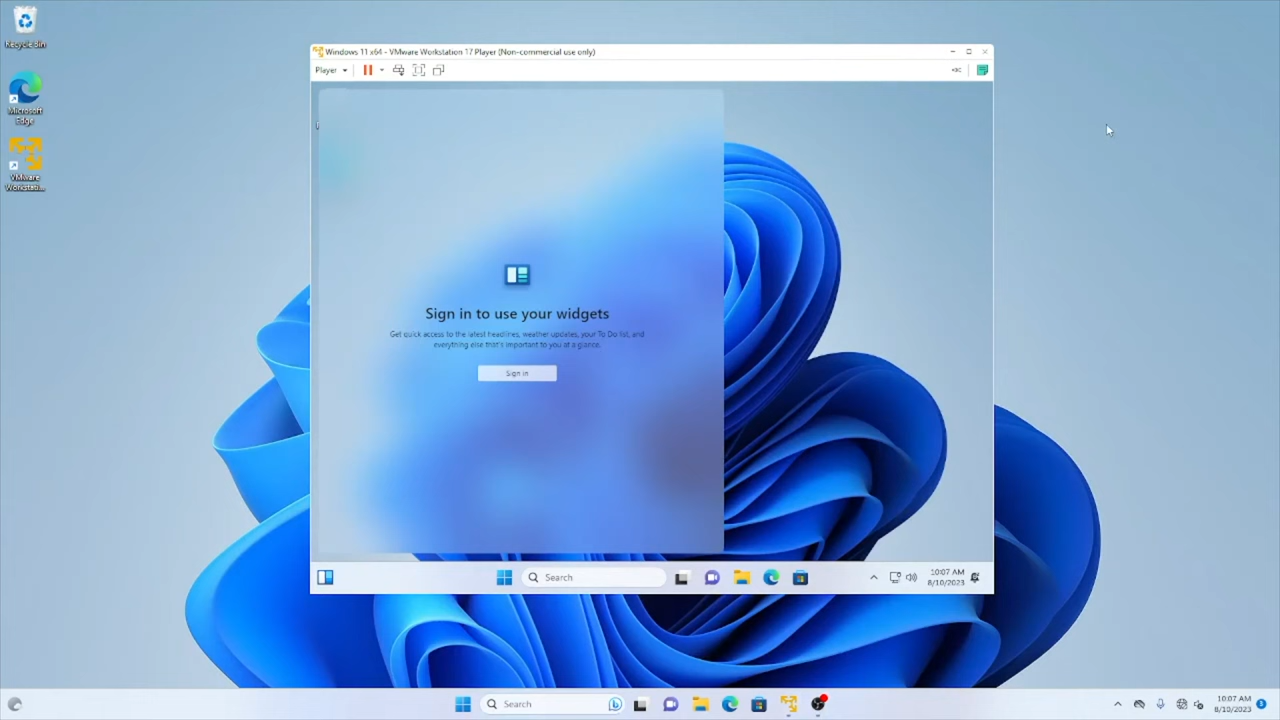 Recycle Bin
Microsoft
Edge
VMware
Workstati...
Windows 11 x64 - VMware Workstation 17 Player (Non-commercial use only)
Player
Sign in to use your widgets
Get quick access to the latest headlines, weather updates, your To Do list, and
everything else that's important to you at a glance.
Sign in
Search
10:07 AM
8/10/2023
Search
10:07 AM
8/10/2023
3